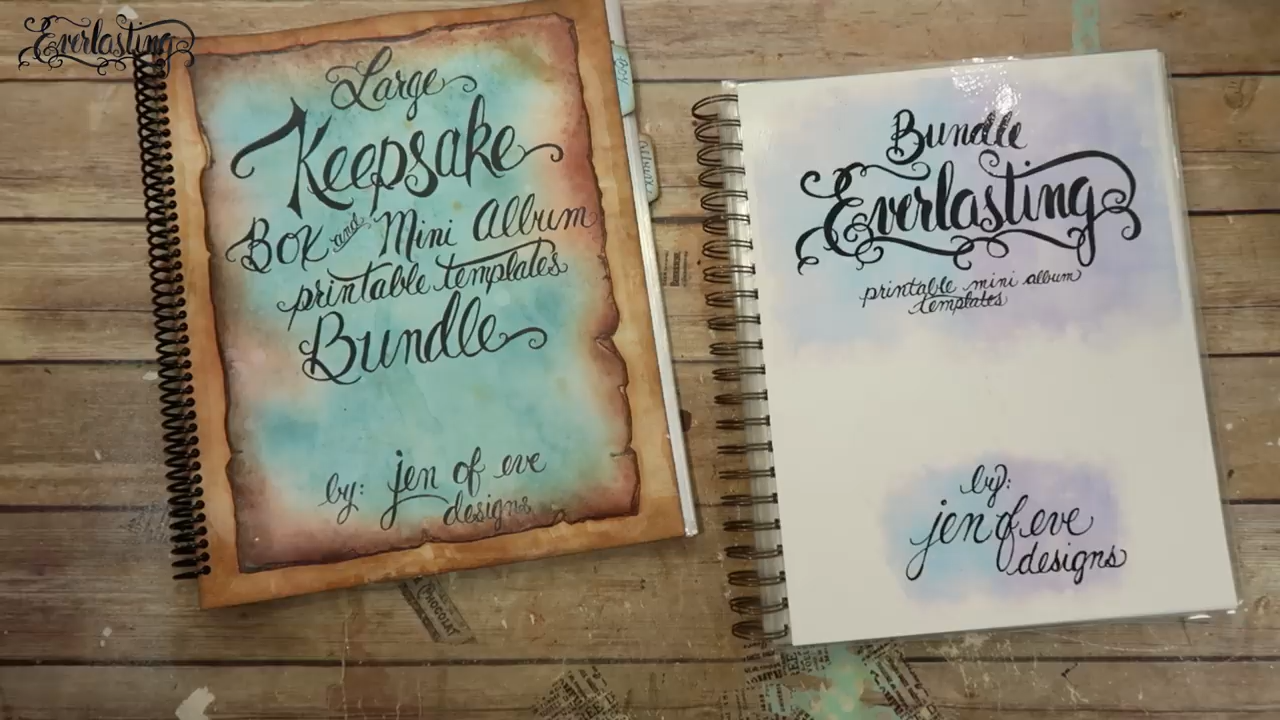 Everlasting
Large
Keepsake
Box and Mini Album
printable templates
Bundle
by: jen of eve
designs
Bundle
Everlasting
printable mini album
templates
by:
jen of eve
designs
CHOCOLAT